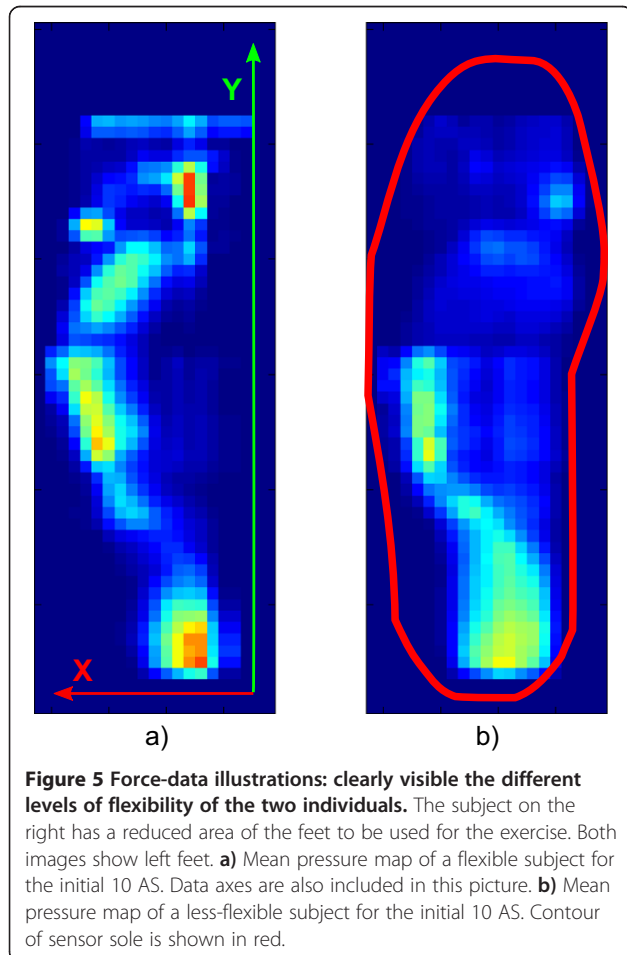 Y
X
a)
b)
Figure 5 Force-data illustrations: clearly visible the different
levels of flexibility of the two individuals. The subject on the
right has a reduced area of the feet to be used for the exercise. Both
images show left feet. a) Mean pressure map of a flexible subject for
the initial 10 AS. Data axes are also included in this picture. b) Mean
pressure map of a less-flexible subject for the initial 10 AS. Contour
of sensor sole is shown in red.